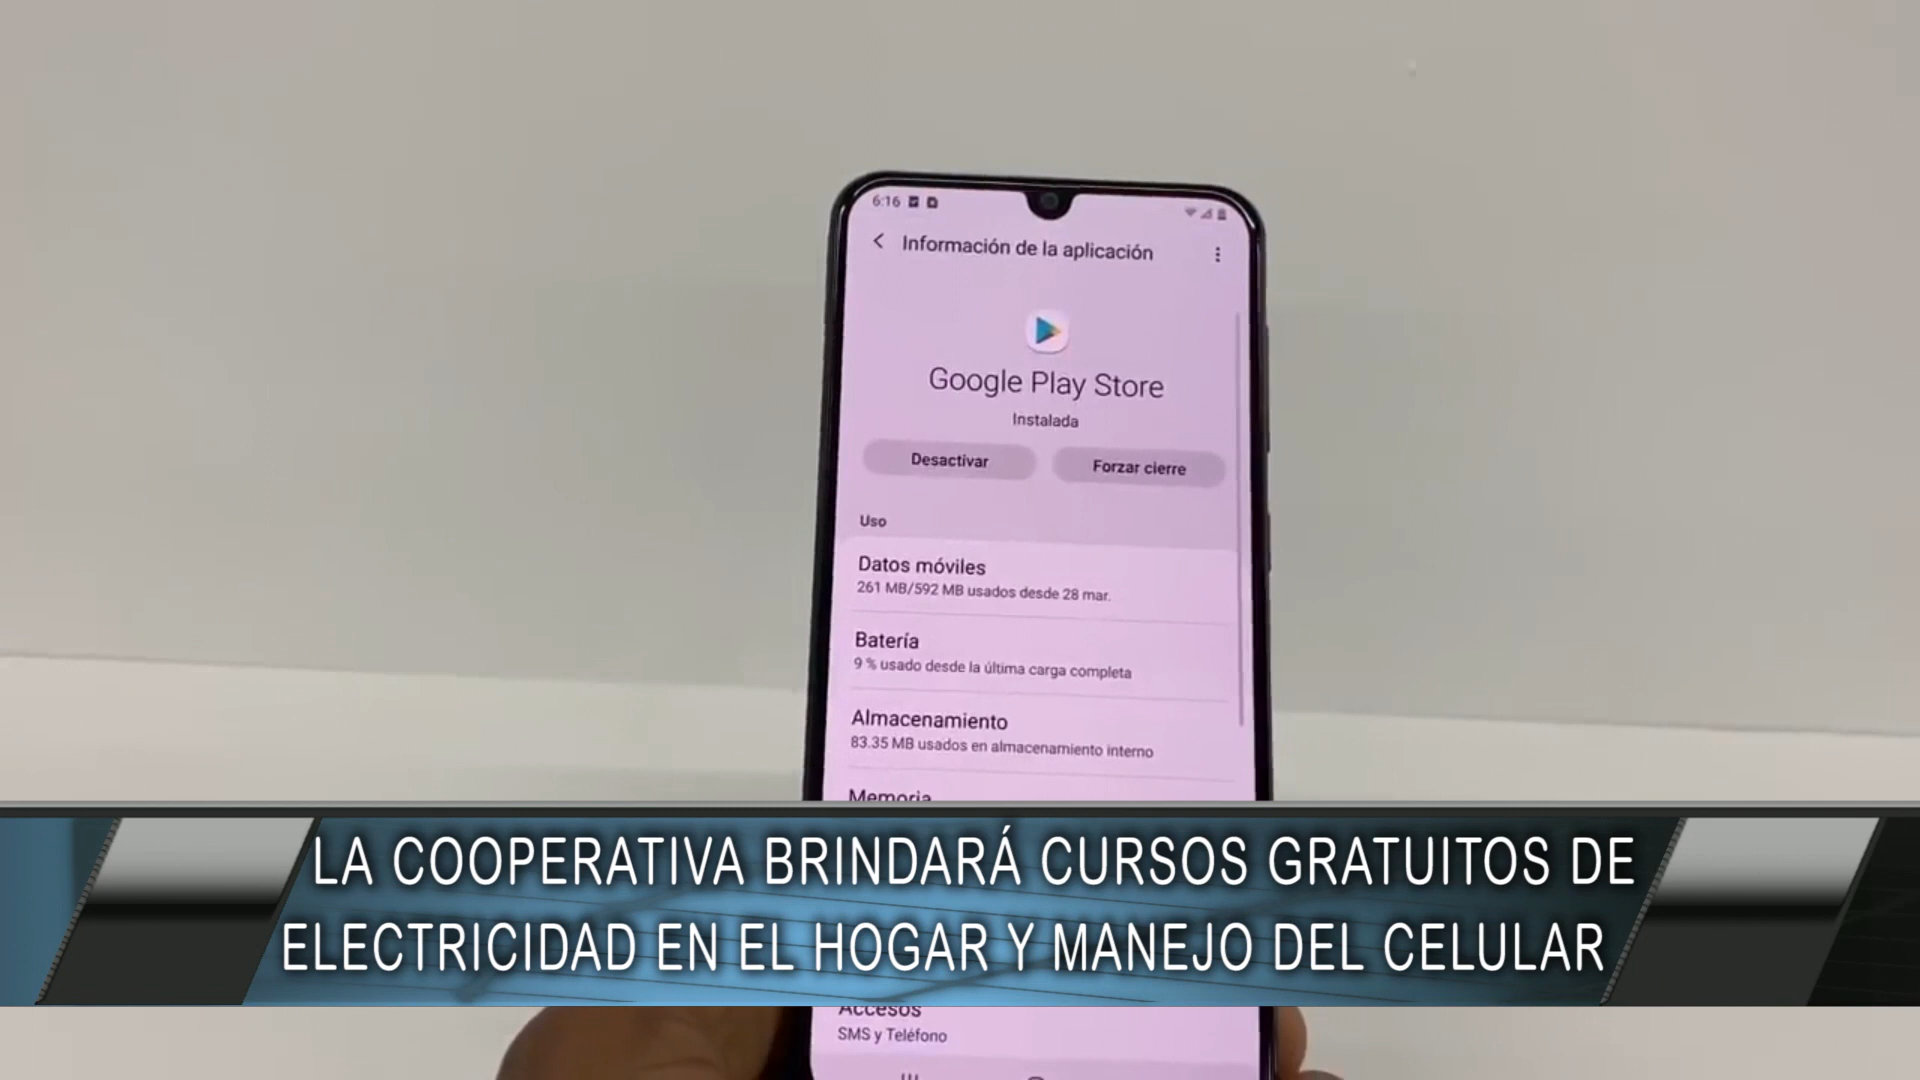 6:16
Información de la aplicación
Google Play Store
Instalada
Desactivar
Forzar cierre
Uso
Datos móviles
261 MB/592 MB usados desde 28 mar.
Batería
9 % usado desde la última carga completa
Almacenamiento
83.35 MB usados en almacenamiento interno
Memoria
LA COOPERATIVA BRINDARÁ CURSOS GRATUITOS DE
ELECTRICIDAD EN EL HOGAR Y MANEJO DEL CELULAR
Accesos
SMS y Teléfono